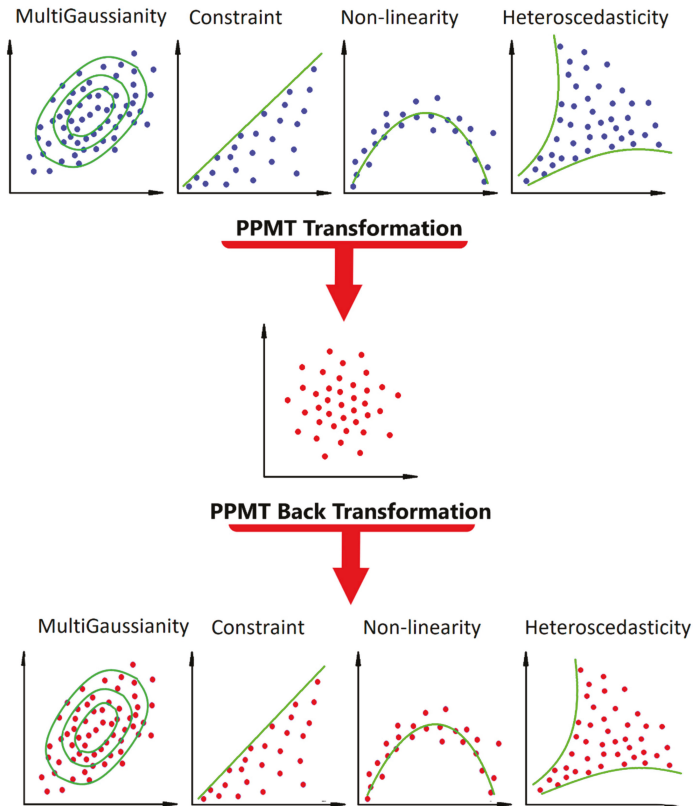 MultiGaussianity Constraint Non-linearity Heteroscedasticity
PPMT Transformation
PPMT Back Transformation
MultiGaussianity Constraint Non-linearity Heteroscedasticity